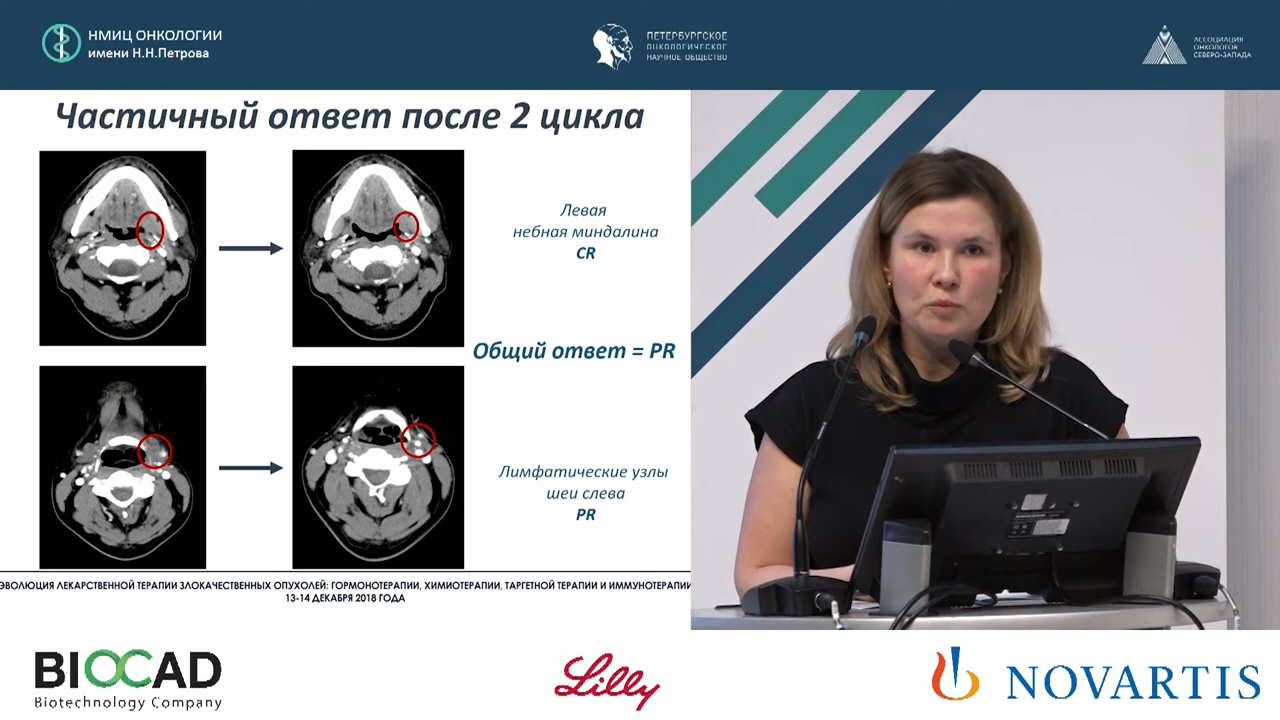 НМИЦ ОНКОЛОГИИ
имени Н.Н.Петрова
ПЕТЕРБУРГСКОЕ
ОНКОЛОГИЧЕСКОЕ
НАУЧНОЕ ОБЩЕСТВО
АССОЦИАЦИЯ
ОНКОЛОГОВ
СЕВЕРО-ЗАПАДА
Частичный ответ после 2 цикла
Левая
небная миндалина
CR
Общий ответ = PR
Лимфатические узлы
шеи слева
PR
ЭВОЛЮЦИЯ ЛЕКАРСТВЕННОЙ ТЕРАПИИ ЗЛОКАЧЕСТВЕННЫХ ОПУХОЛЕЙ: ГОРМОНОТЕРАПИИ, ХИМИОТЕРАПИИ, ТАРГЕТНОЙ ТЕРАПИИ И ИММУНОТЕРАПИИ
13-14 ДЕКАБРЯ 2018 ГОДА
BIOCAD
Biotechnology Company
Lilly
NOVARTIS